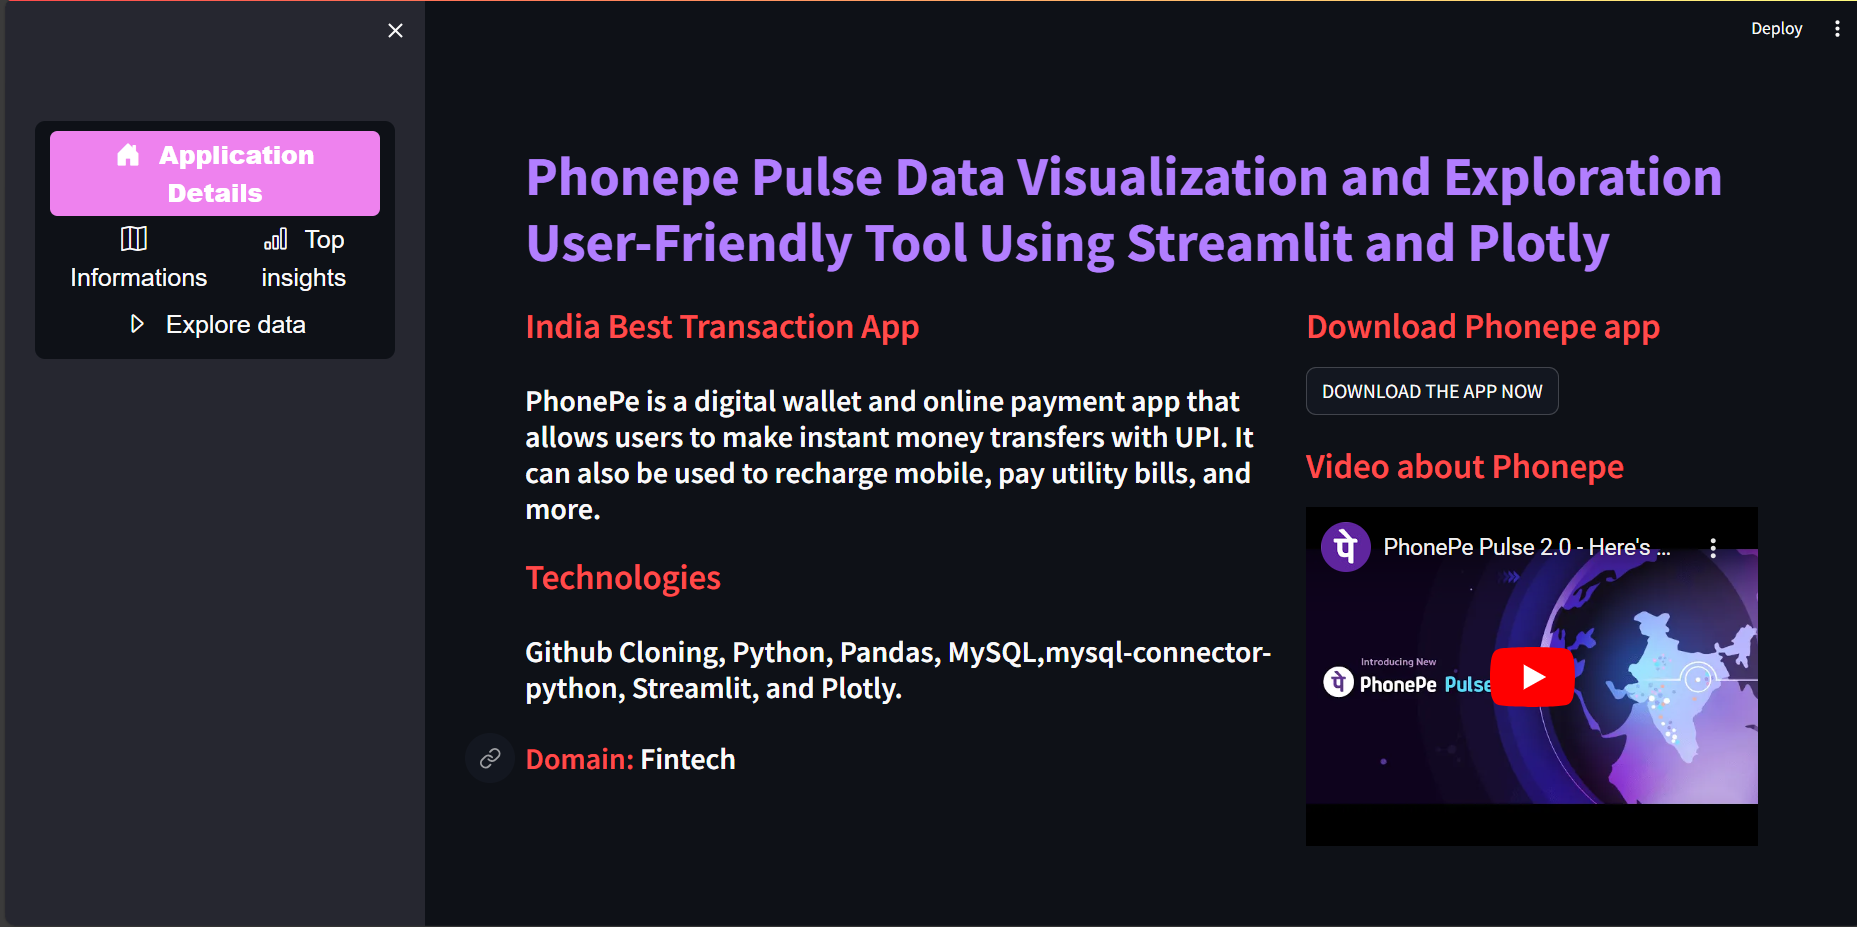 Deploy
Application
Details
Informations
Top
insights
Explore data
Phonepe Pulse Data Visualization and Exploration
User-Friendly Tool Using Streamlit and Plotly
India Best Transaction App
PhonePe is a digital wallet and online payment app that
allows users to make instant money transfers with UPI. It
can also be used to recharge mobile, pay utility bills, and
more.
Technologies
Github Cloning, Python, Pandas, MySQL,mysql-connector-
python, Streamlit, and Plotly.
Domain: Fintech
Download Phonepe app
DOWNLOAD THE APP NOW
Video about Phonepe
पे PhonePe Pulse 2.0 - Here's ...
Introducing New
पे PhonePe Pulse